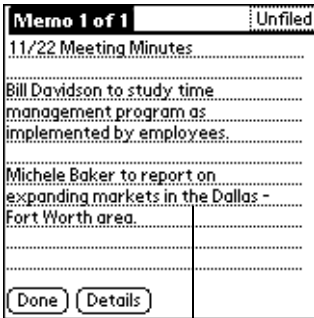 Memo 1 of 1 Unfiled
11/22 Meeting Minutes
Bill Davidson to study time
management program as
implemented by employees.
Michele Baker to report on
expanding markets in the Dallas -
Fort Worth area.
Done Details